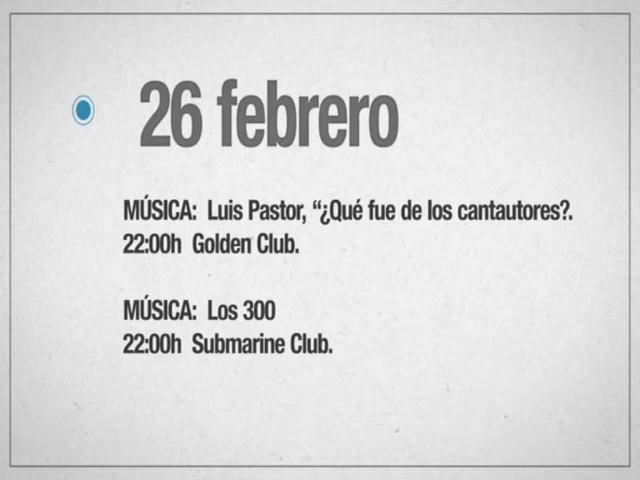 26 febrero
MÚSICA: Luis Pastor, “¿Qué fue de los cantautores?.
22:00h Golden Club.
MÚSICA: Los 300
22:00h Submarine Club.